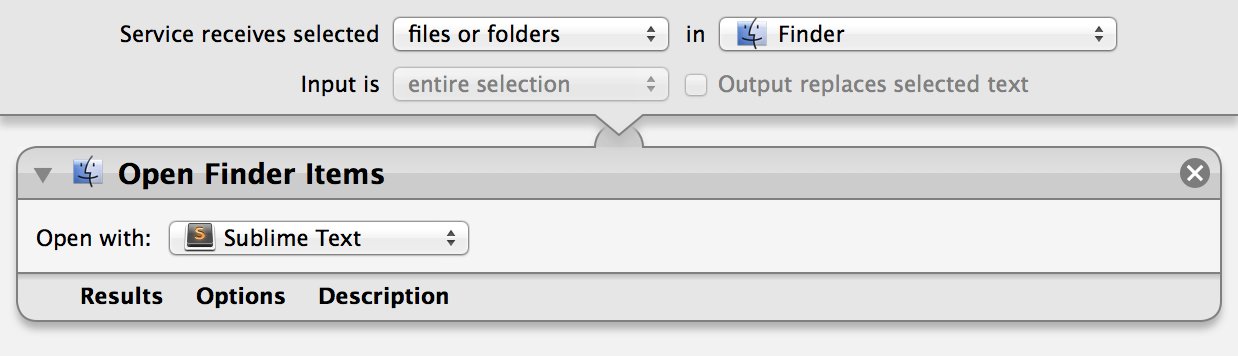 Service receives selected files or folders in Finder
Input is entire selection Output replaces selected text
Open Finder Items
Open with: S Sublime Text
Results Options Description